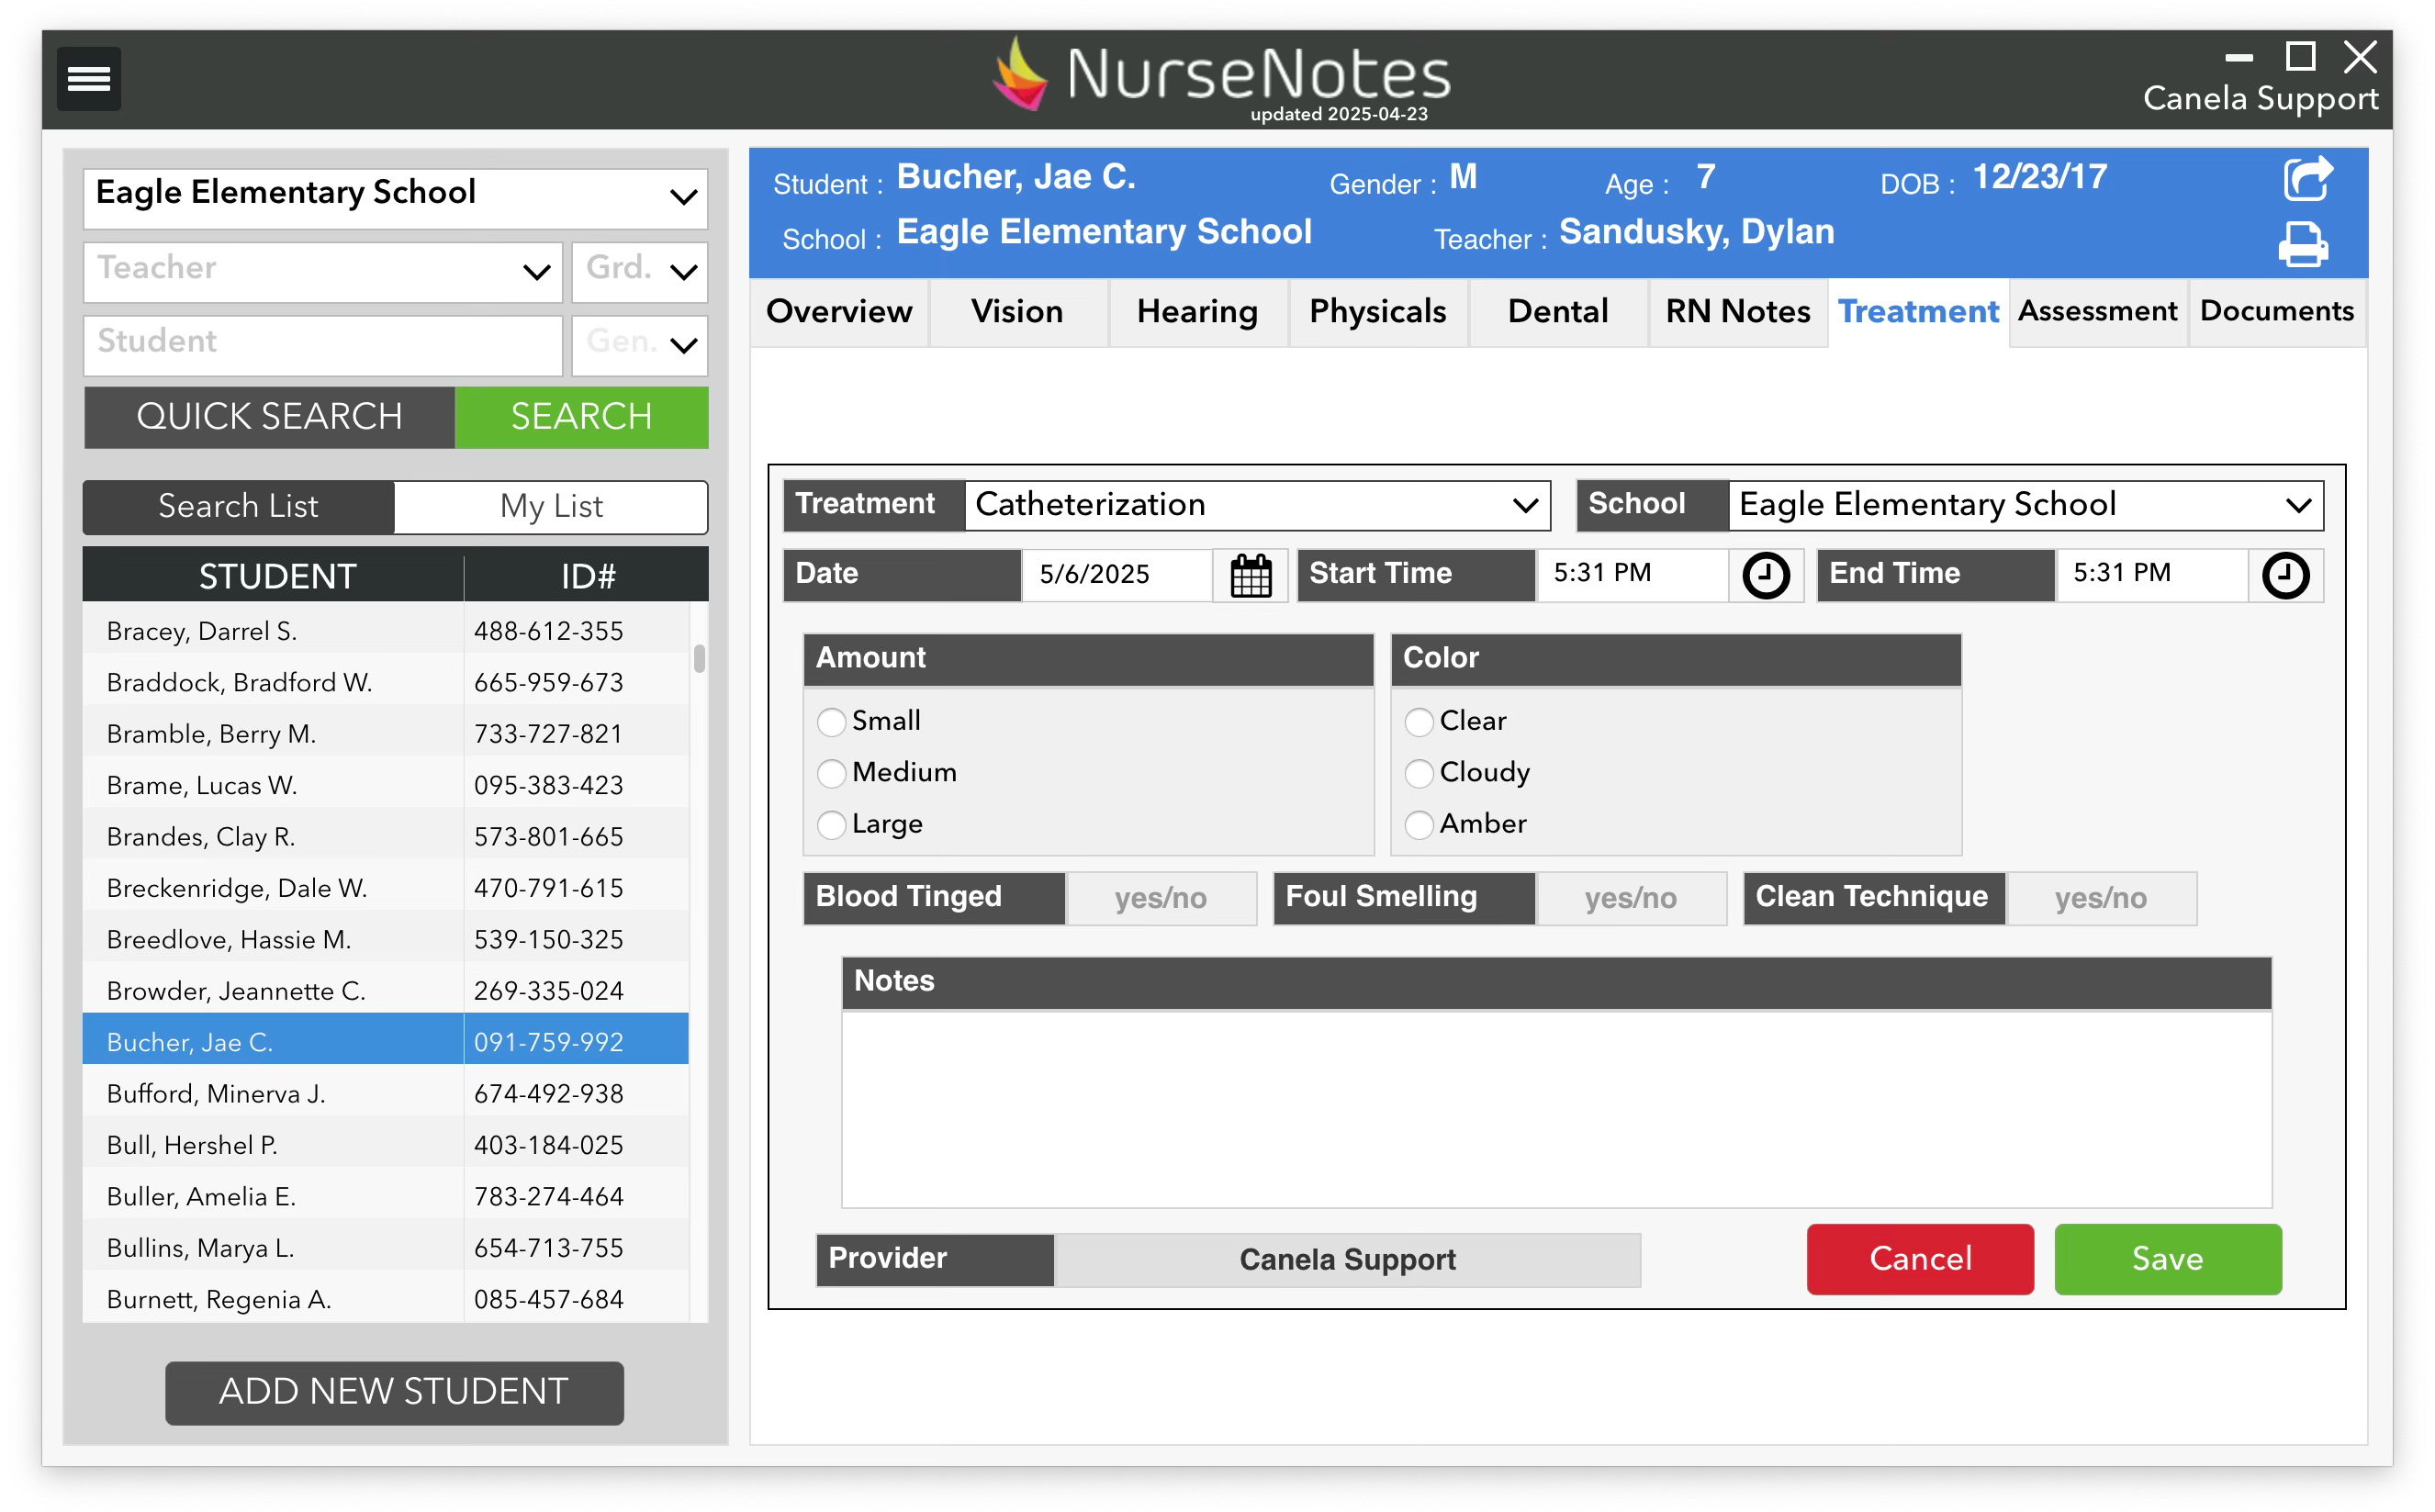 NurseNotes
updated 2025-04-23
Canela Support
Eagle Elementary School
Teacher
Grd.
Student
Gen.
QUICK SEARCH
SEARCH
Search List
My List
STUDENT ID#
Bracey, Darrel S. 488-612-355
Braddock, Bradford W. 665-959-673
Bramble, Berry M. 733-727-821
Brame, Lucas W. 095-383-423
Brandes, Clay R. 573-801-665
Breckenridge, Dale W. 470-791-615
Breedlove, Hassie M. 539-150-325
Browder, Jeannette C. 269-335-024
Bucher, Jae C. 091-759-992
Bufford, Minerva J. 674-492-938
Bull, Hershel P. 403-184-025
Buller, Amelia E. 783-274-464
Bullins, Marya L. 654-713-755
Burnett, Regenia A. 085-457-684
ADD NEW STUDENT
Student : Bucher, Jae C. Gender : M Age : 7 DOB : 12/23/17
School : Eagle Elementary School Teacher : Sandusky, Dylan
Overview Vision Hearing Physicals Dental RN Notes Treatment Assessment Documents
Treatment Catheterization School Eagle Elementary School
Date 5/6/2025 Start Time 5:31 PM End Time 5:31 PM
Amount
Small
Medium
Large
Color
Clear
Cloudy
Amber
Blood Tinged yes/no Foul Smelling yes/no Clean Technique yes/no
Notes
Provider Canela Support
Cancel Save